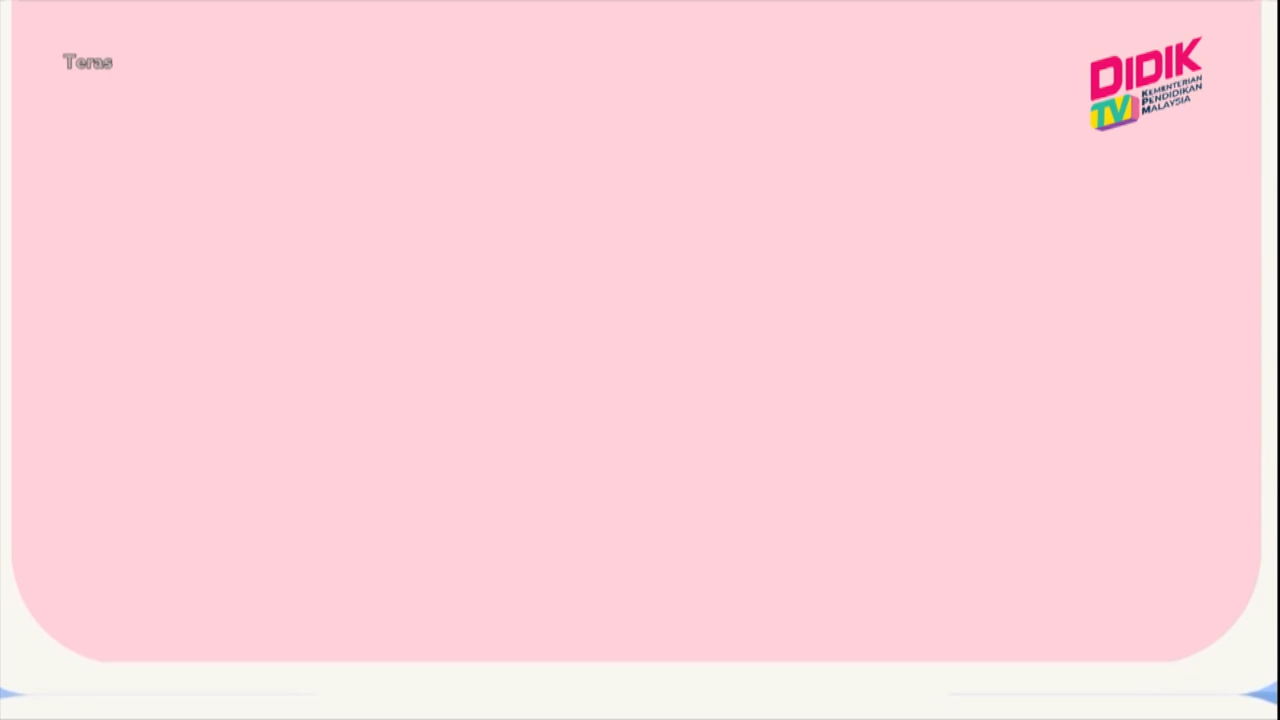 Teras
DIDIK
TV
KEMENTERIAN
PENDIDIKAN
MALAYSIA